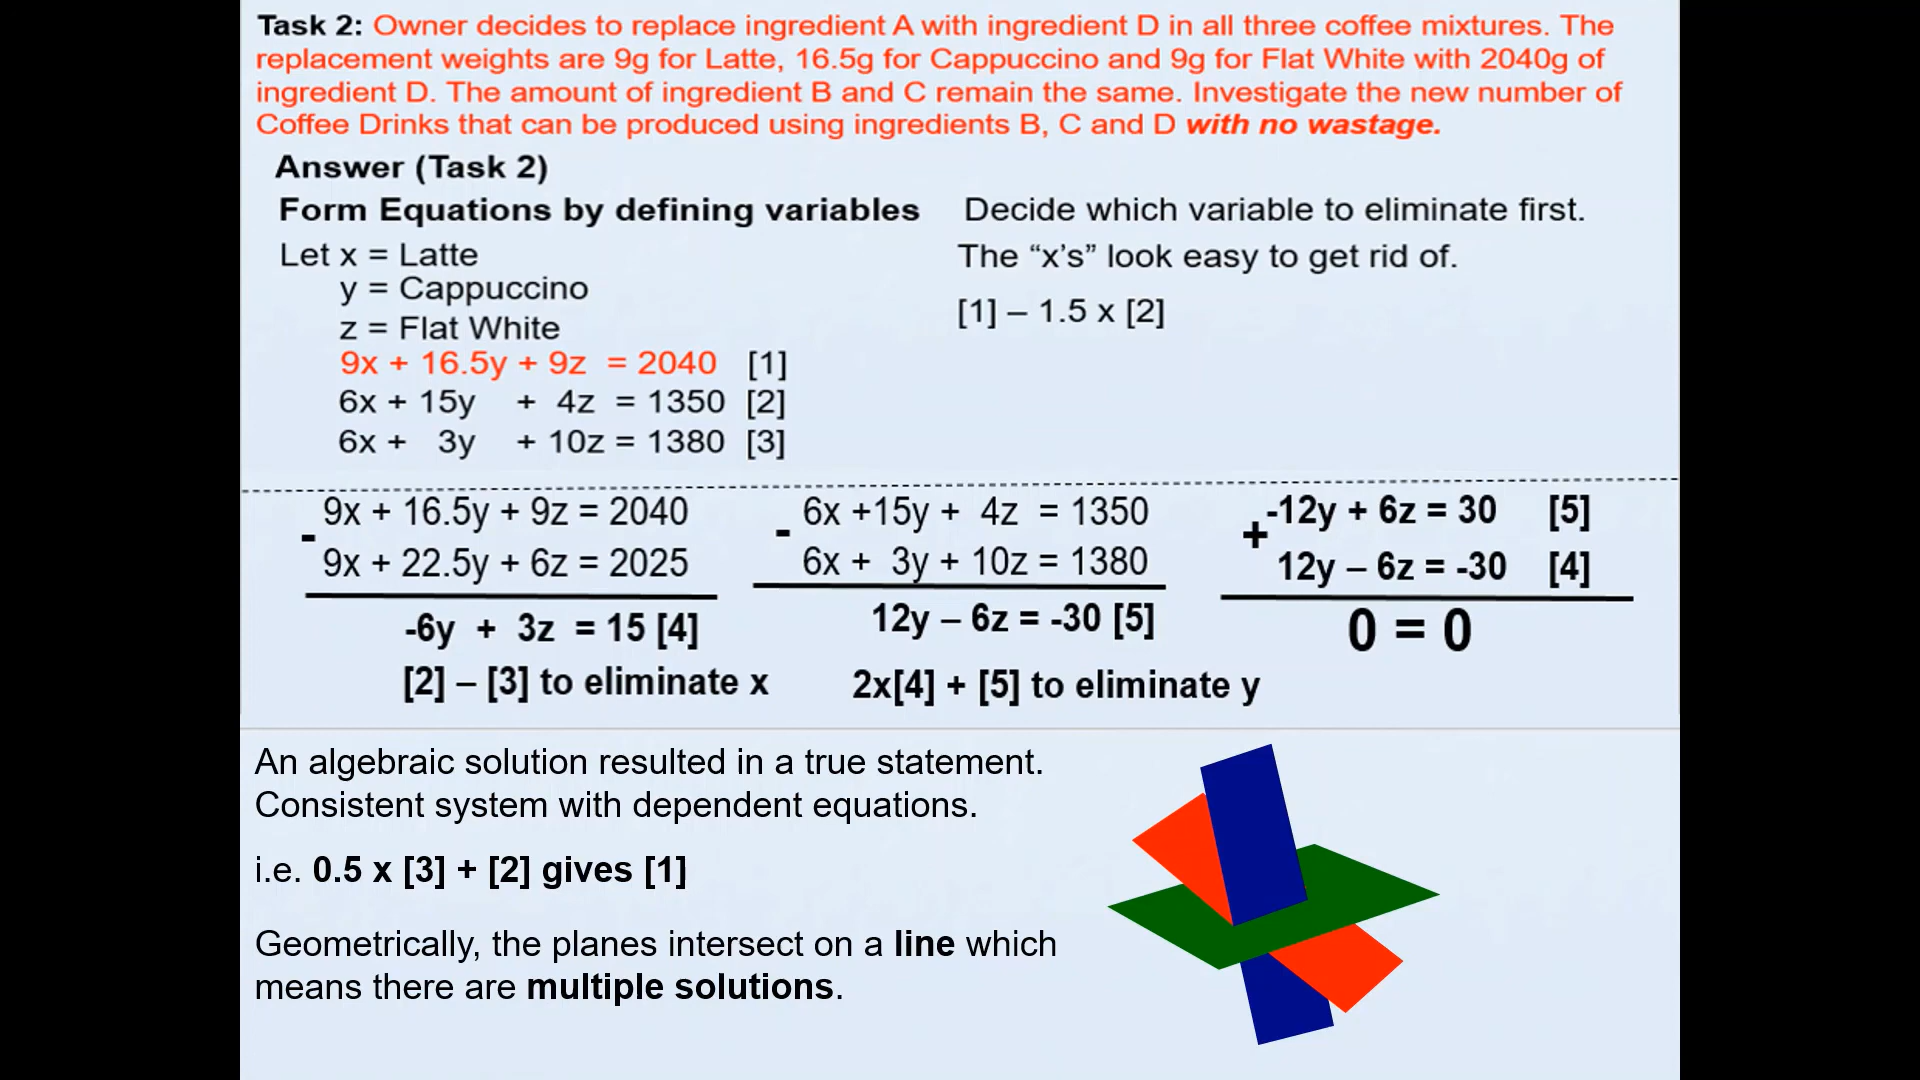 Task 2: Owner decides to replace ingredient A with ingredient D in all three coffee mixtures. The
replacement weights are 9g for Latte, 16.5g for Cappuccino and 9g for Flat White with 2040g of
ingredient D. The amount of ingredient B and C remain the same. Investigate the new number of
Coffee Drinks that can be produced using ingredients B, C and D with no wastage.
Answer (Task 2)
Form Equations by defining variables
Let x = Latte
y = Cappuccino
z = Flat White
9x + 16.5y + 9z = 2040 [1]
6x + 15y + 4z = 1350 [2]
6x + 3y + 10z = 1380 [3]
Decide which variable to eliminate first.
The “x’s” look easy to get rid of.
[1] – 1.5 x [2]
9x + 16.5y + 9z = 2040
-
9x + 22.5y + 6z = 2025
-6y + 3z = 15 [4]
[2] – [3] to eliminate x
6x +15y + 4z = 1350
-
6x + 3y + 10z = 1380
12y – 6z = -30 [5]
2x[4] + [5] to eliminate y
-12y + 6z = 30 [5]
+
12y – 6z = -30 [4]
0 = 0
An algebraic solution resulted in a true statement.
Consistent system with dependent equations.
i.e. 0.5 x [3] + [2] gives [1]
Geometrically, the planes intersect on a line which
means there are multiple solutions.